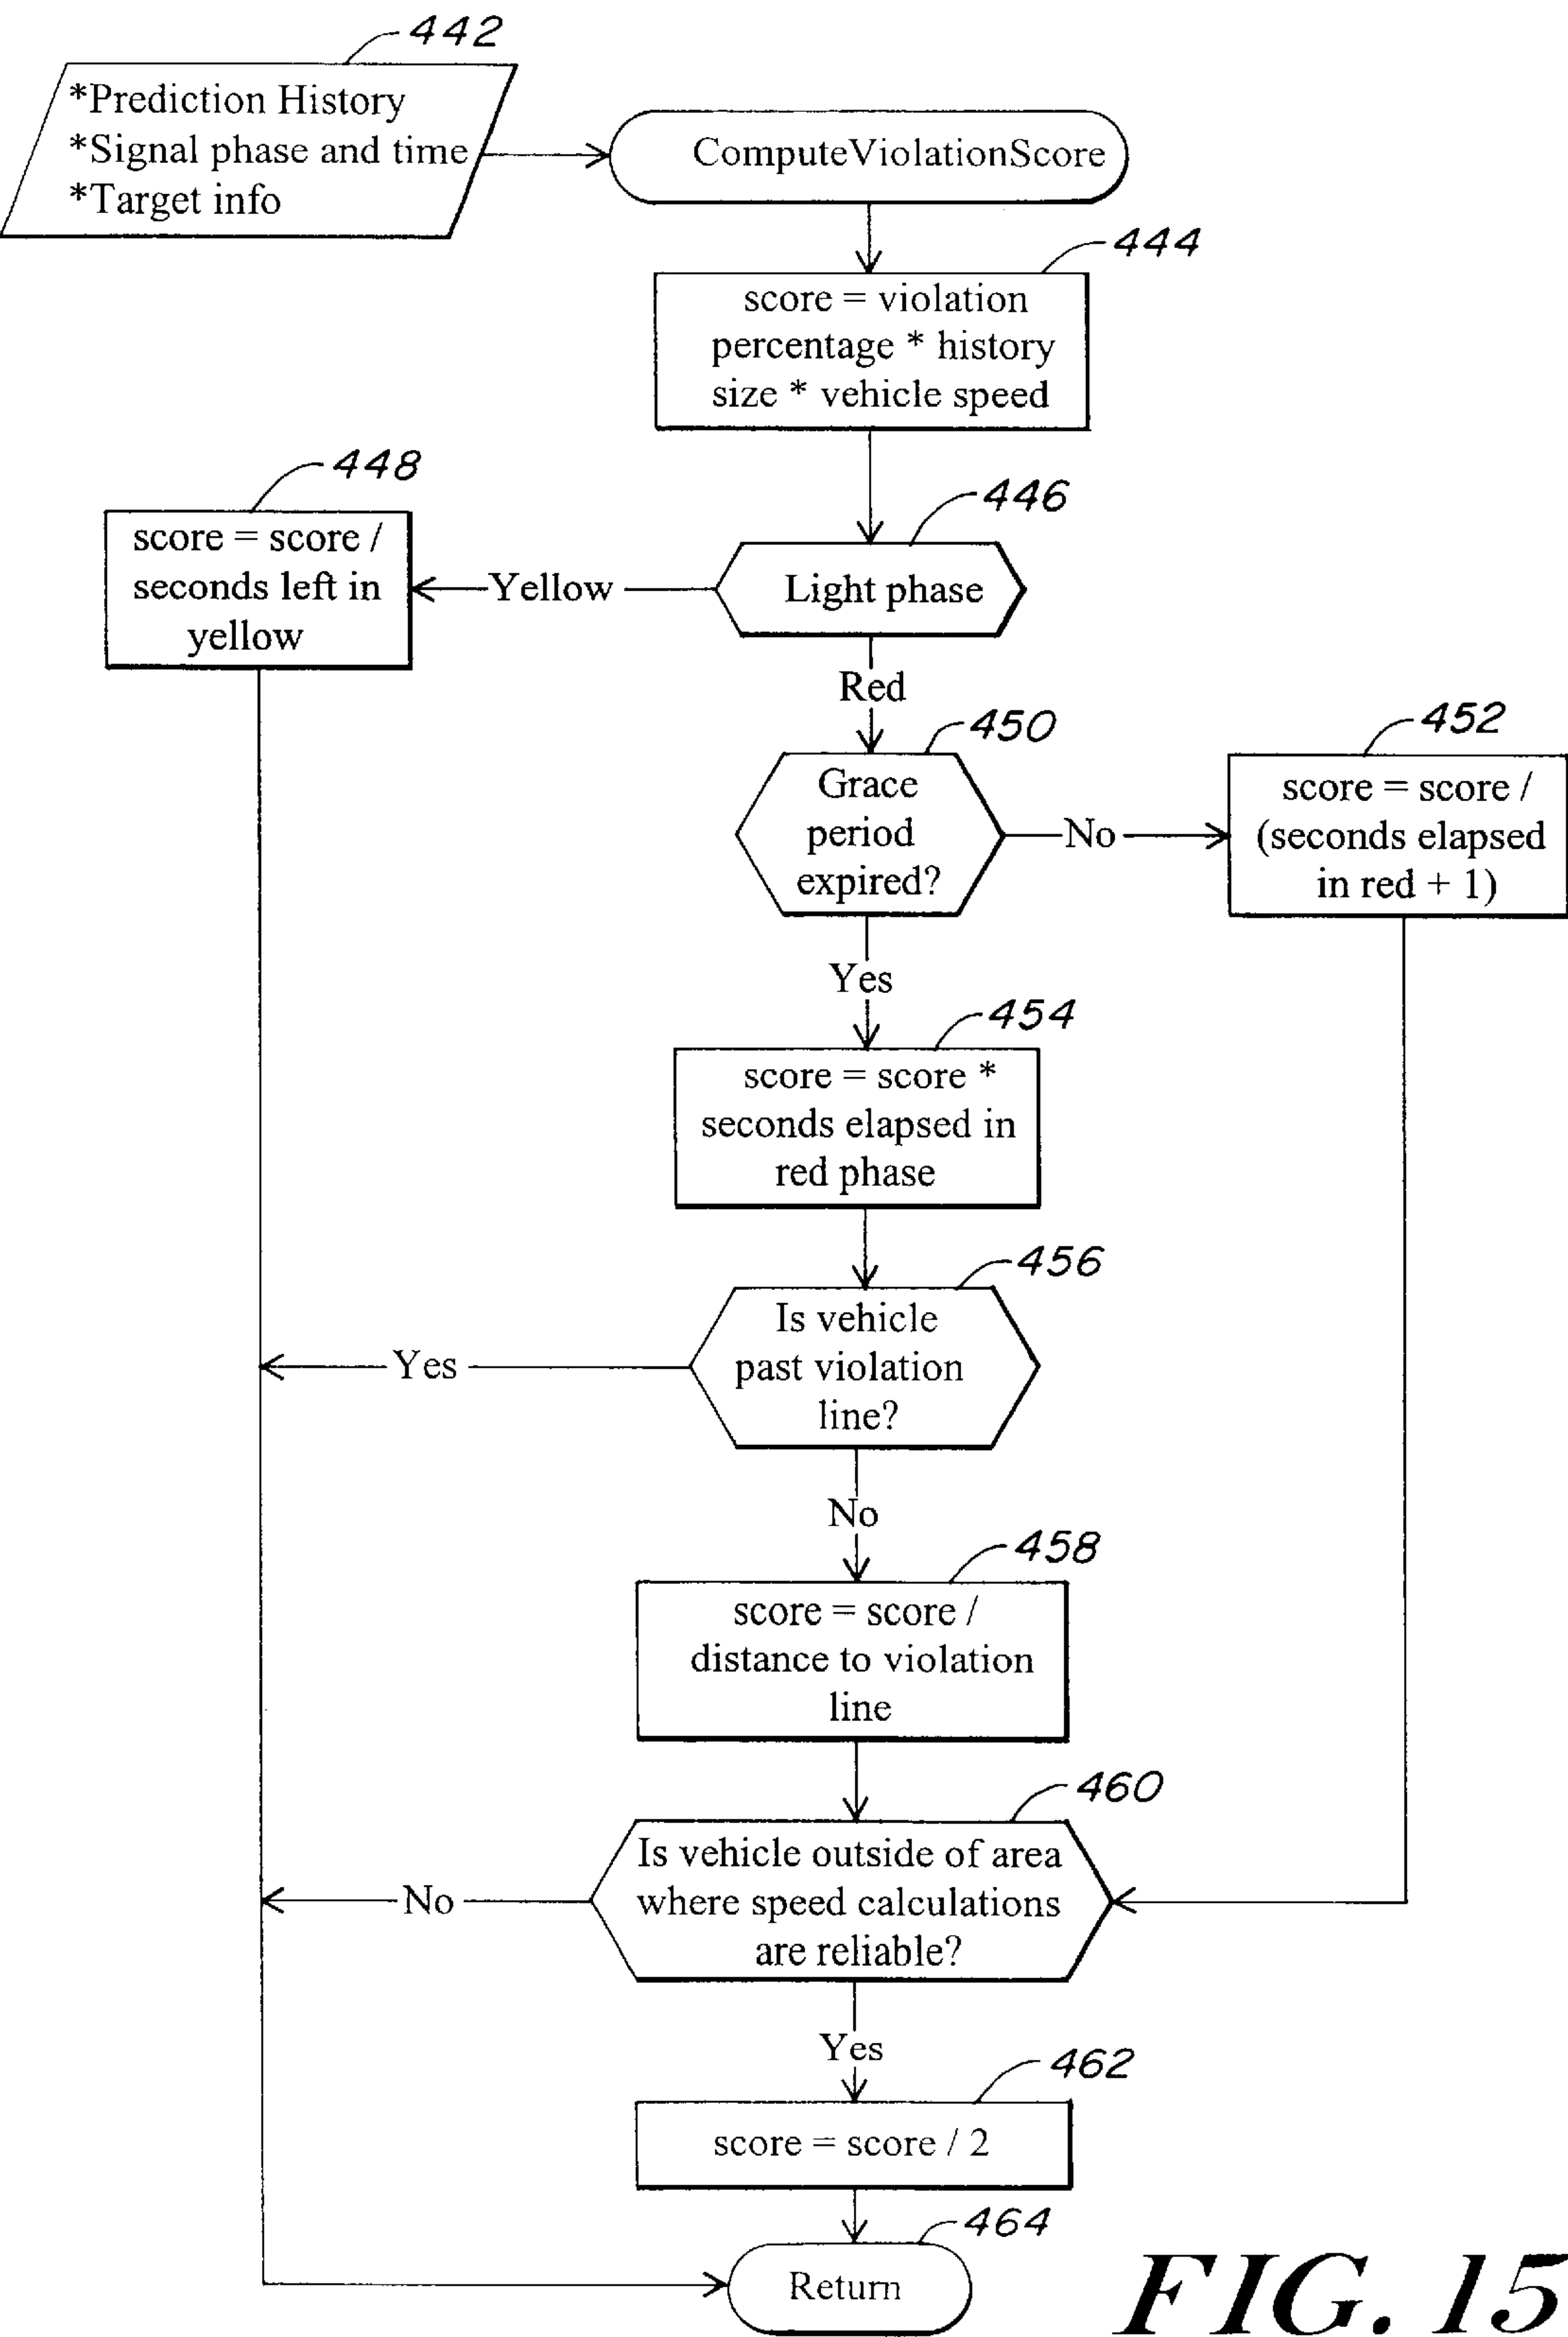 442
*Prediction History
*Signal phase and time
*Target info
ComputeViolationScore
444
score = violation
percentage * history
size * vehicle speed
448
score = score /
seconds left in
yellow
446
Yellow
Light phase
Red
450
Grace
period
expired?
No
452
score = score /
(seconds elapsed
in red + 1)
Yes
454
score = score *
seconds elapsed in
red phase
456
Is vehicle
past violation
line?
Yes
No
458
score = score /
distance to violation
line
460
Is vehicle outside of area
where speed calculations
are reliable?
No
Yes
462
score = score / 2
464
Return
FIG. 15